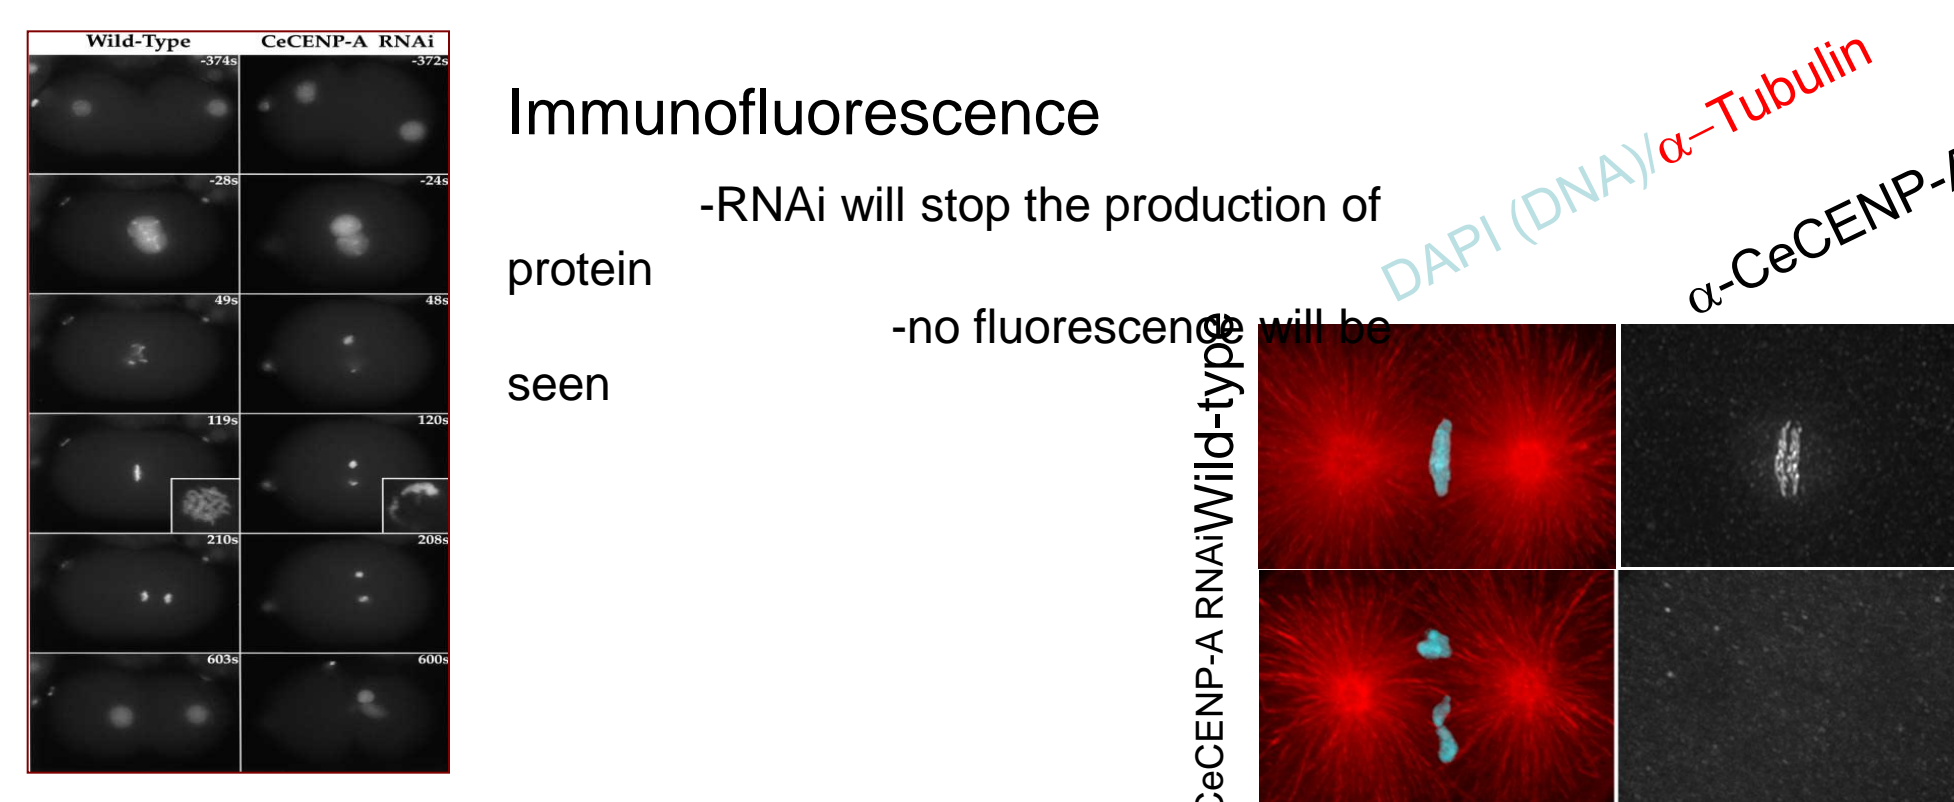 Wild-Type CeCENP-A RNAi
-374s -372s
-28s -24s
49s 48s
119s 120s
210s 208s
603s 600s
Immunofluorescence
-RNAi will stop the production of
protein
-no fluorescence will be
seen
DAPI (DNA)/α–Tubulin
α-CeCENP-A
Wild-type
CeCENP-A RNAi